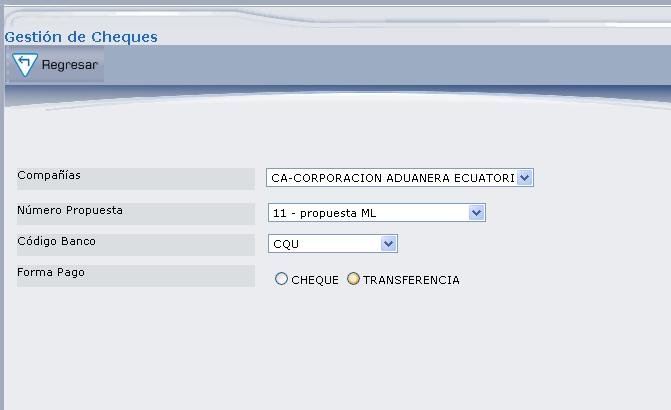 Gestión de Cheques
Regresar
Compañías CA-CORPORACION ADUANERA ECUATORI
Número Propuesta 11 - propuesta ML
Código Banco CQU
Forma Pago CHEQUE TRANSFERENCIA